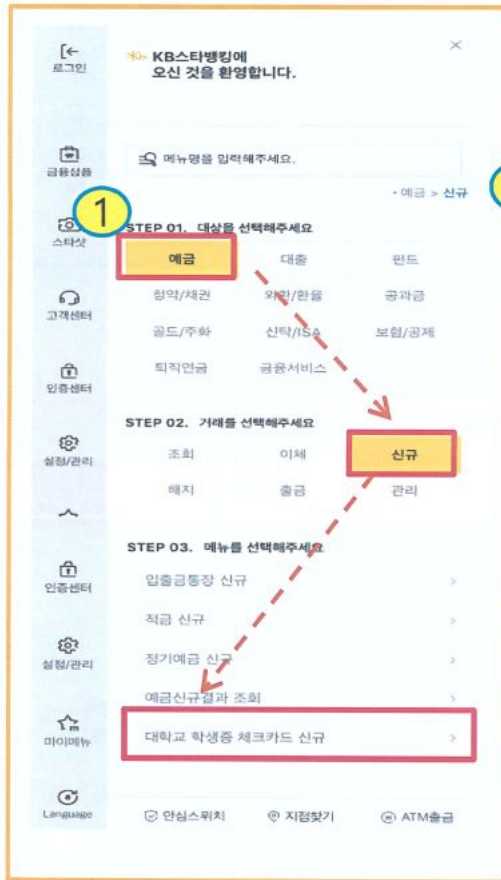 로그인
KB스타뱅킹에
오신 것을 환영합니다.
×
금융상품
메뉴명을 입력해주세요.
• 예금 > 신규
1
스타샷
STEP 01. 대상을 선택해주세요
예금 대출 펀드
고객센터
청약/채권 외환/환율 공과금
골드/주화 신탁/ISA 보험/공제
인증센터
퇴직연금 금융서비스
STEP 02. 거래를 선택해주세요
설정/관리
조회 이체 신규
해지 출금 관리
STEP 03. 메뉴를 선택해주세요
인증센터
입출금통장 신규
적금 신규
설정/관리
정기예금 신규
예금신규결과 조회
마이메뉴
대학교 학생증 체크카드 신규
Language
안심스위치 지점찾기 ATM출금